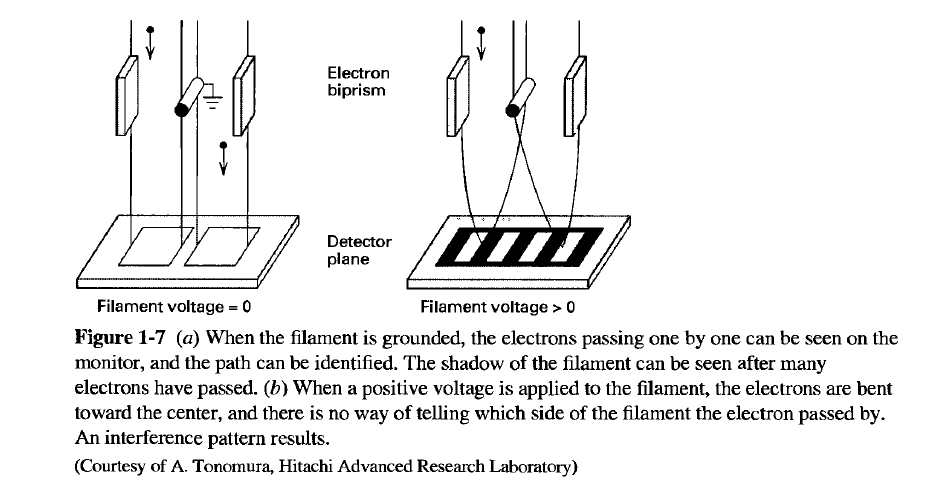 Electron
biprism
Detector
plane
Filament voltage = 0
Filament voltage > 0
Figure 1-7 (a) When the filament is grounded, the electrons passing one by one can be seen on the
monitor, and the path can be identified. The shadow of the filament can be seen after many
electrons have passed. (b) When a positive voltage is applied to the filament, the electrons are bent
toward the center, and there is no way of telling which side of the filament the electron passed by.
An interference pattern results.
(Courtesy of A. Tonomura, Hitachi Advanced Research Laboratory)